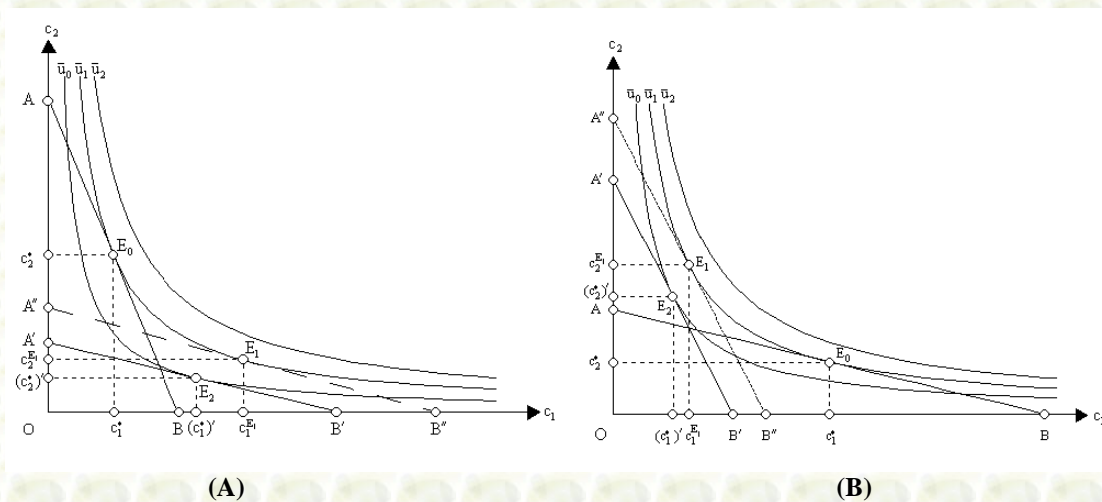 c₂
ū₀ ū₁ ū₂
A
E₀
c₂*
A″
A′
c₂ᴱ¹
(c₂*)′
E₁
E₂
O
c₁* B (c₁*)′ c₁ᴱ¹ B′ B″
c₁
(A)
c₂
ū₀ ū₁ ū₂
A″
A′
c₂ᴱ¹
(c₂*)′
A
c₂*
E₁
E₂
E₀
O
(c₁*)′ c₁ᴱ¹ B′ B″ c₁* B
(B)